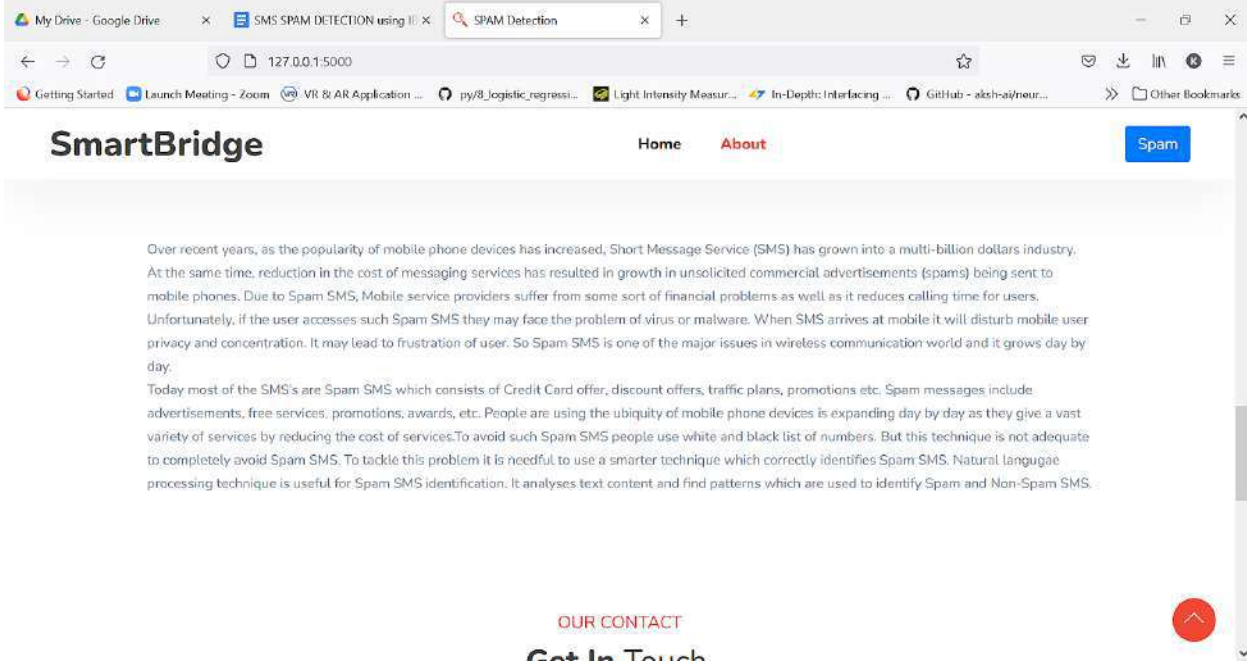 My Drive - Google Drive
SMS SPAM DETECTION using I
SPAM Detection
127.0.0.1:5000
Getting Started
Launch Meeting - Zoom
VR & AR Application ...
py/8_logistic_regressi...
Light Intensity Measur...
In-Depth: Interfacing ...
GitHub - aksh-ai/neur...
Other Bookmarks
SmartBridge
Home
About
Spam
Over recent years, as the popularity of mobile phone devices has increased, Short Message Service (SMS) has grown into a multi-billion dollars industry.
At the same time, reduction in the cost of messaging services has resulted in growth in unsolicited commercial advertisements (spams) being sent to
mobile phones. Due to Spam SMS, Mobile service providers suffer from some sort of financial problems as well as it reduces calling time for users.
Unfortunately, if the user accesses such Spam SMS they may face the problem of virus or malware. When SMS arrives at mobile it will disturb mobile user
privacy and concentration. It may lead to frustration of user. So Spam SMS is one of the major issues in wireless communication world and it grows day by
day.
Today most of the SMS's are Spam SMS which consists of Credit Card offer, discount offers, traffic plans, promotions etc. Spam messages include
advertisements, free services, promotions, awards, etc. People are using the ubiquity of mobile phone devices is expanding day by day as they give a vast
variety of services by reducing the cost of services.To avoid such Spam SMS people use white and black list of numbers. But this technique is not adequate
to completely avoid Spam SMS. To tackle this problem it is needful to use a smarter technique which correctly identifies Spam SMS. Natural langugae
processing technique is useful for Spam SMS identification. It analyses text content and find patterns which are used to identify Spam and Non-Spam SMS.
OUR CONTACT
Get In Touch